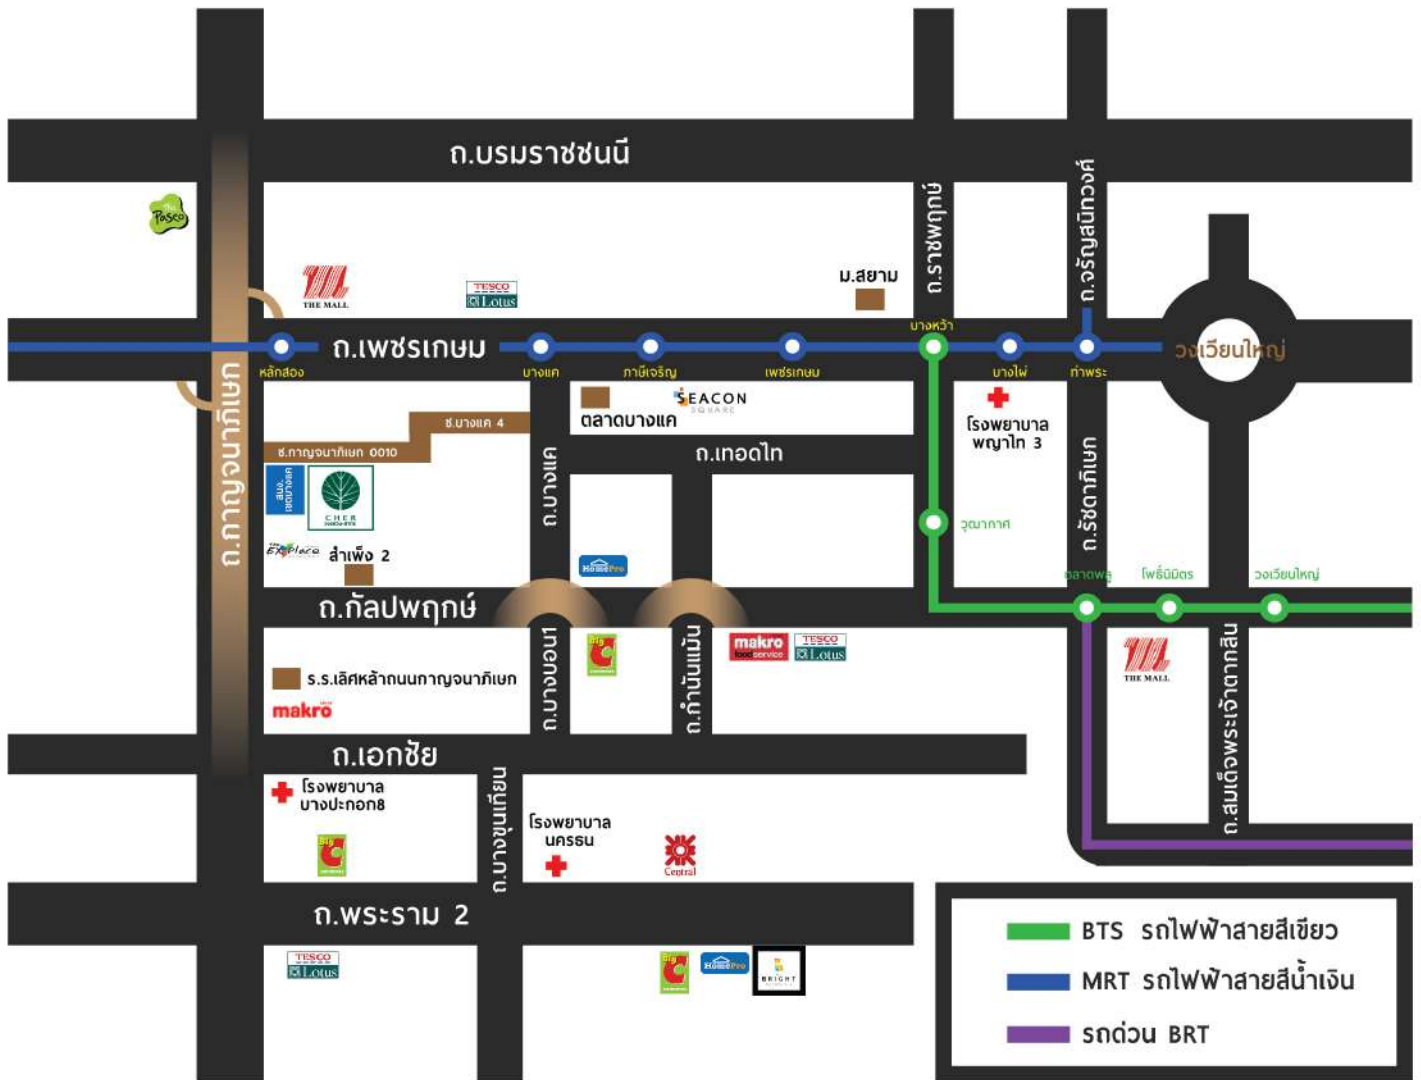 ถ.บรมราชชนนี
ถ.ราชพฤกษ์
ถ.จรัญสนิทวงศ์
The Paseo
THE MALL
TESCO
Lotus
ม.สยาม
บางหว้า
ถ.เพชรเกษม
วงเวียนใหญ่
หลักสอง
บางแค
ภาษีเจริญ
เพชรเกษม
บางไผ่
ท่าพระ
ถ.กาญจนาภิเษก
ซ.บางแค 4
ตลาดบางแค
SEACON
SQUARE
โรงพยาบาล
พญาไท 3
ซ.กาญจนาภิเษก 0010
ถ.บางแค
ถ.เทอดไท
ถ.รัชดาภิเษก
สนง.
เขตบางแค
CHER
วุฒากาศ
EXPlace
สำเพ็ง 2
HomePro
ตลาดพลู
โพธิ์นิมิตร
วงเวียนใหญ่
ถ.กัลปพฤกษ์
ถ.บางบอน1
ถ.กำนันแม้น
Big C
makro
foodservice
TESCO
Lotus
THE MALL
ถ.สมเด็จพระเจ้าตากสิน
ร.ร.เลิศหล้าถนนกาญจนาภิเษก
makro
ถ.เอกชัย
โรงพยาบาล
บางปะกอก8
ถ.บางขุนเทียน
โรงพยาบาล
นครธน
Big C
Central
ถ.พระราม 2
TESCO
Lotus
Big C
HomePro
BRIGHT
BTS รถไฟฟ้าสายสีเขียว
MRT รถไฟฟ้าสายสีน้ำเงิน
รถด่วน BRT